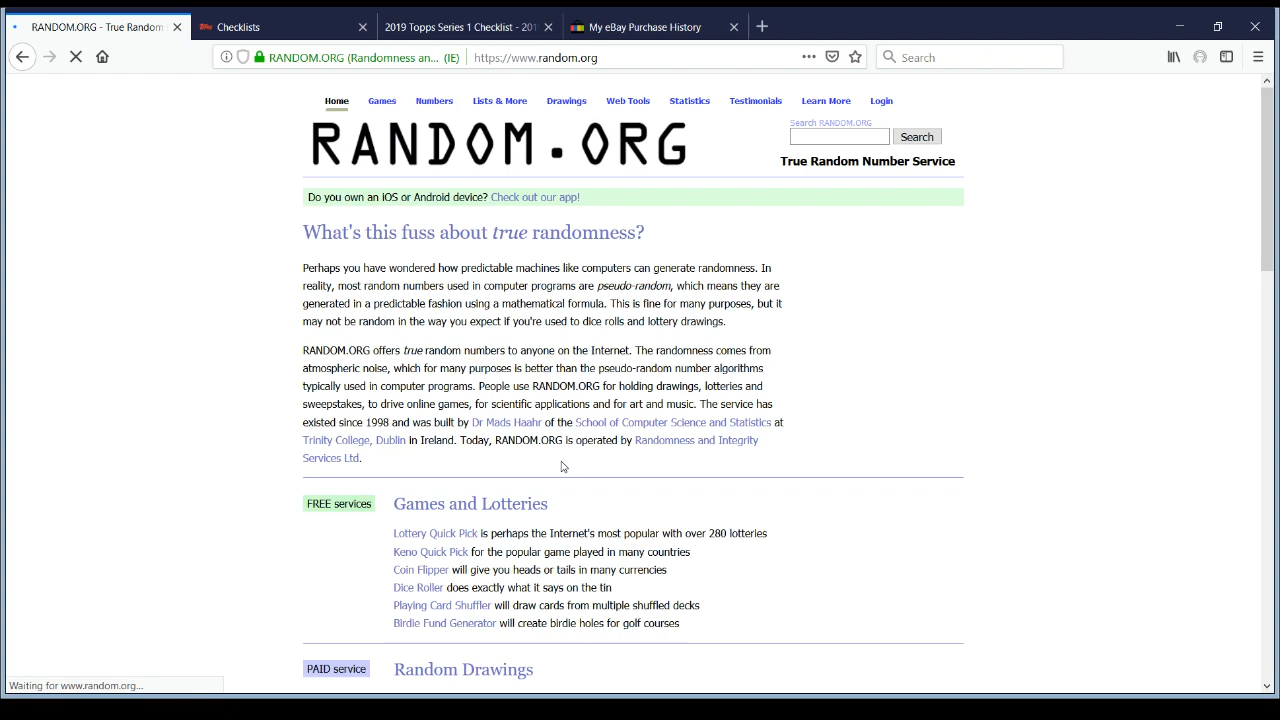 RANDOM.ORG - True Random
Checklists
2019 Topps Series 1 Checklist - 201
My eBay Purchase History
RANDOM.ORG (Randomness an... (IE)
https://www.random.org
Search
Home Games Numbers Lists & More Drawings Web Tools Statistics Testimonials Learn More Login
RANDOM.ORG
Search RANDOM.ORG
Search
True Random Number Service
Do you own an iOS or Android device? Check out our app!
What's this fuss about true randomness?
Perhaps you have wondered how predictable machines like computers can generate randomness. In
reality, most random numbers used in computer programs are pseudo-random, which means they are
generated in a predictable fashion using a mathematical formula. This is fine for many purposes, but it
may not be random in the way you expect if you're used to dice rolls and lottery drawings.
RANDOM.ORG offers true random numbers to anyone on the Internet. The randomness comes from
atmospheric noise, which for many purposes is better than the pseudo-random number algorithms
typically used in computer programs. People use RANDOM.ORG for holding drawings, lotteries and
sweepstakes, to drive online games, for scientific applications and for art and music. The service has
existed since 1998 and was built by Dr Mads Haahr of the School of Computer Science and Statistics at
Trinity College, Dublin in Ireland. Today, RANDOM.ORG is operated by Randomness and Integrity
Services Ltd.
FREE services
Games and Lotteries
Lottery Quick Pick is perhaps the Internet's most popular with over 280 lotteries
Keno Quick Pick for the popular game played in many countries
Coin Flipper will give you heads or tails in many currencies
Dice Roller does exactly what it says on the tin
Playing Card Shuffler will draw cards from multiple shuffled decks
Birdie Fund Generator will create birdie holes for golf courses
PAID service
Random Drawings
Waiting for www.random.org...